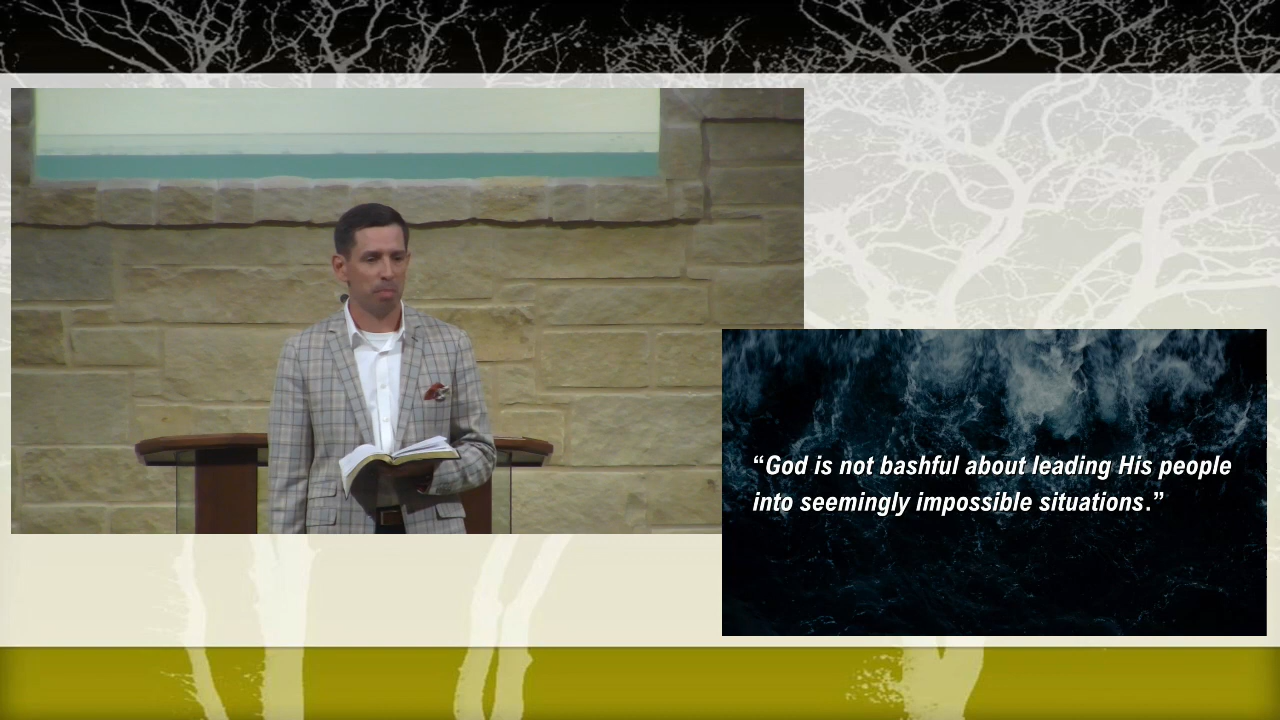 “God is not bashful about leading His people
into seemingly impossible situations.”